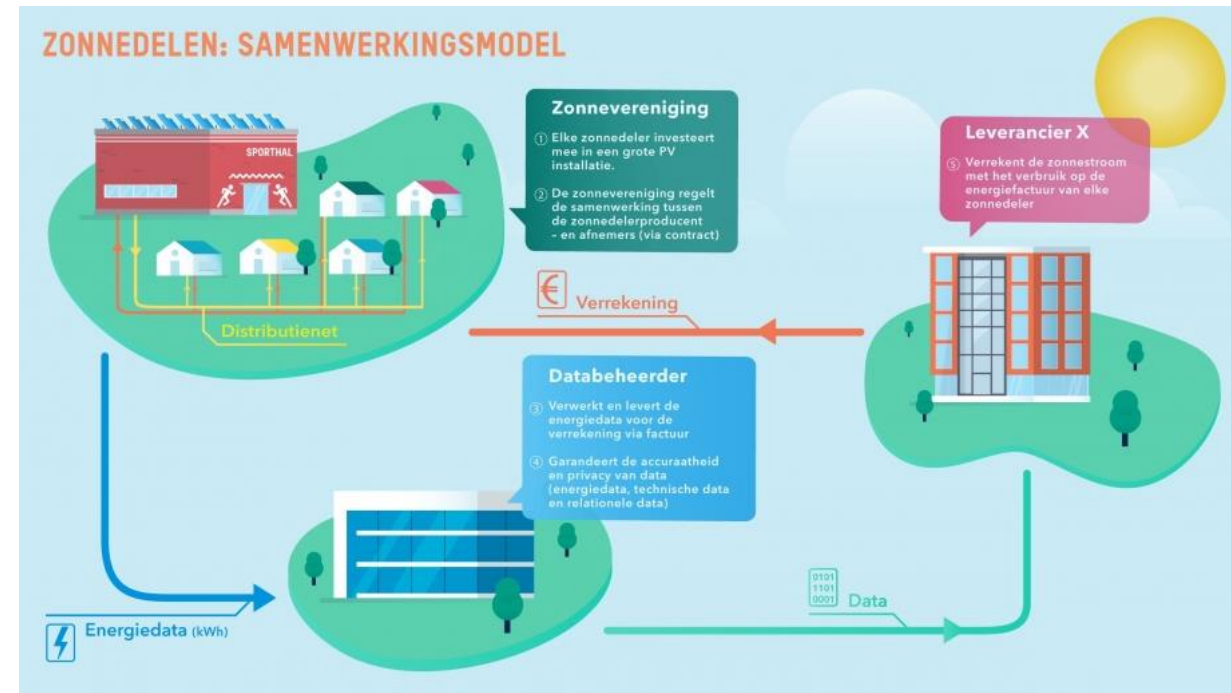 ZONNEDELEN: SAMENWERKINGSMODEL
SPORTHAL
Distributienet
Zonnevereniging
① Elke zonnedeler investeert
mee in een grote PV
installatie.
② De zonnevereniging regelt
de samenwerking tussen
de zonnedelerproducent
- en afnemers (via contract)
Leverancier X
⑤ Verrekent de zonnestroom
met het verbruik op de
energiefactuur van elke
zonnedeler
€ Verrekening
Databeheerder
③ Verwerkt en levert de
energiedata voor de
verrekening via factuur
④ Garandeert de accuraatheid
en privacy van data
(energiedata, technische data
en relationele data)
Energiedata (kWh)
0101
1101
0001
Data